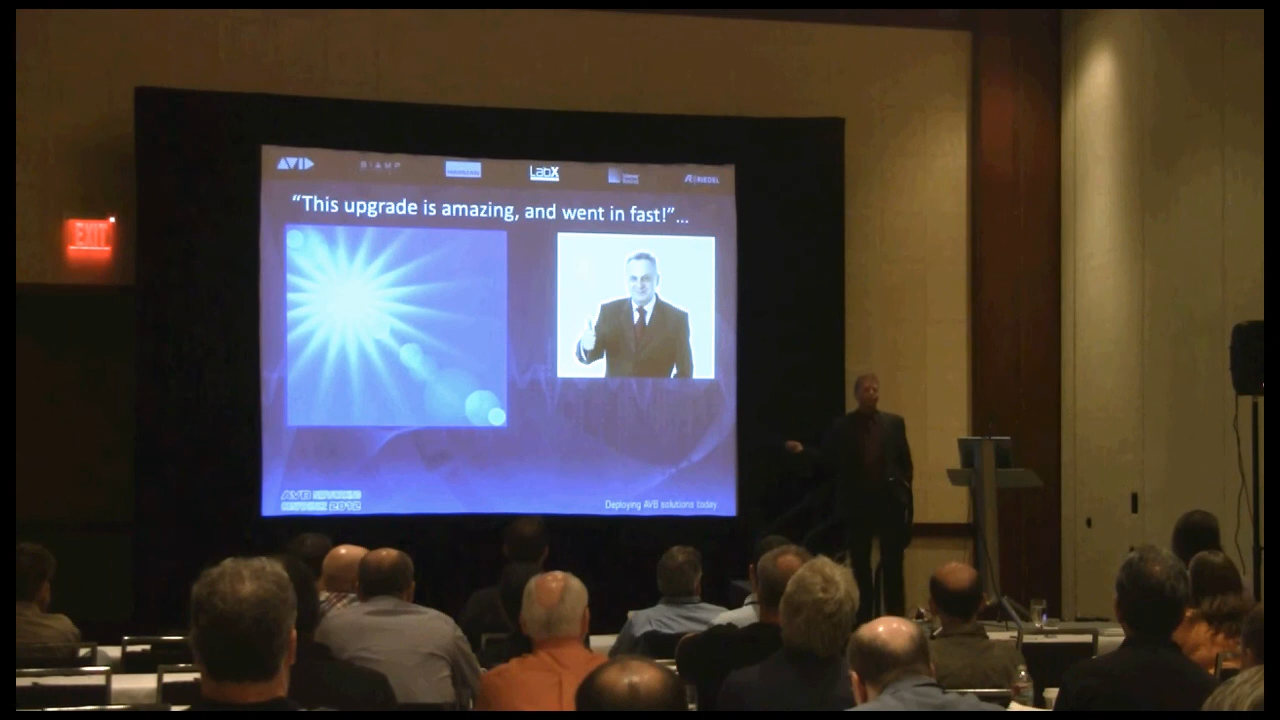 EXIT
AVID
BIAMP
LabX
RIEDEL
“This upgrade is amazing, and went in fast!”...
AVB
2012
Deploying AVB solutions today